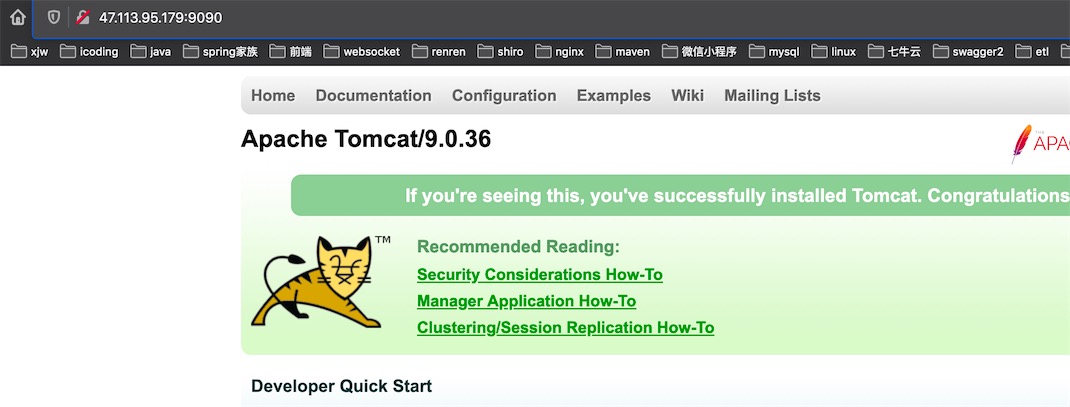 47.113.95.179:9090
xjw icoding java spring家族 前端 websocket renren shiro nginx maven 微信小程序 mysql linux 七牛云 swagger2 etl
Home Documentation Configuration Examples Wiki Mailing Lists
Apache Tomcat/9.0.36
THE
APA
If you're seeing this, you've successfully installed Tomcat. Congratulations
TM
Recommended Reading:
Security Considerations How-To
Manager Application How-To
Clustering/Session Replication How-To
Developer Quick Start